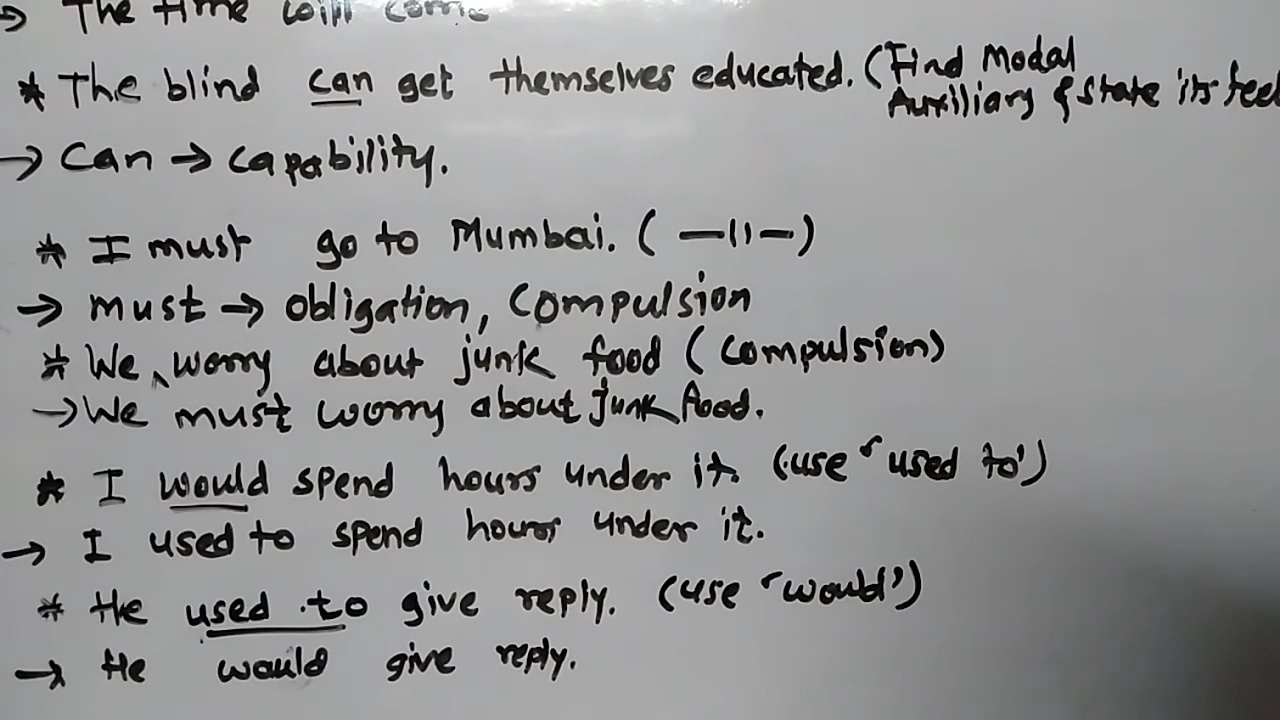 → The time will come
* The blind can get themselves educated. (Find Modal
Auxiliary & state its feel
→ Can → capability.
* I must go to Mumbai. ( —11— )
→ must → obligation, Compulsion
* We ^ worry about junk food (Compulsion)
→ We must worry about junk food.
* I would spend hours under it. (use 'used to')
→ I used to spend hours under it.
* He used to give reply. (use 'would')
→ He would give reply.